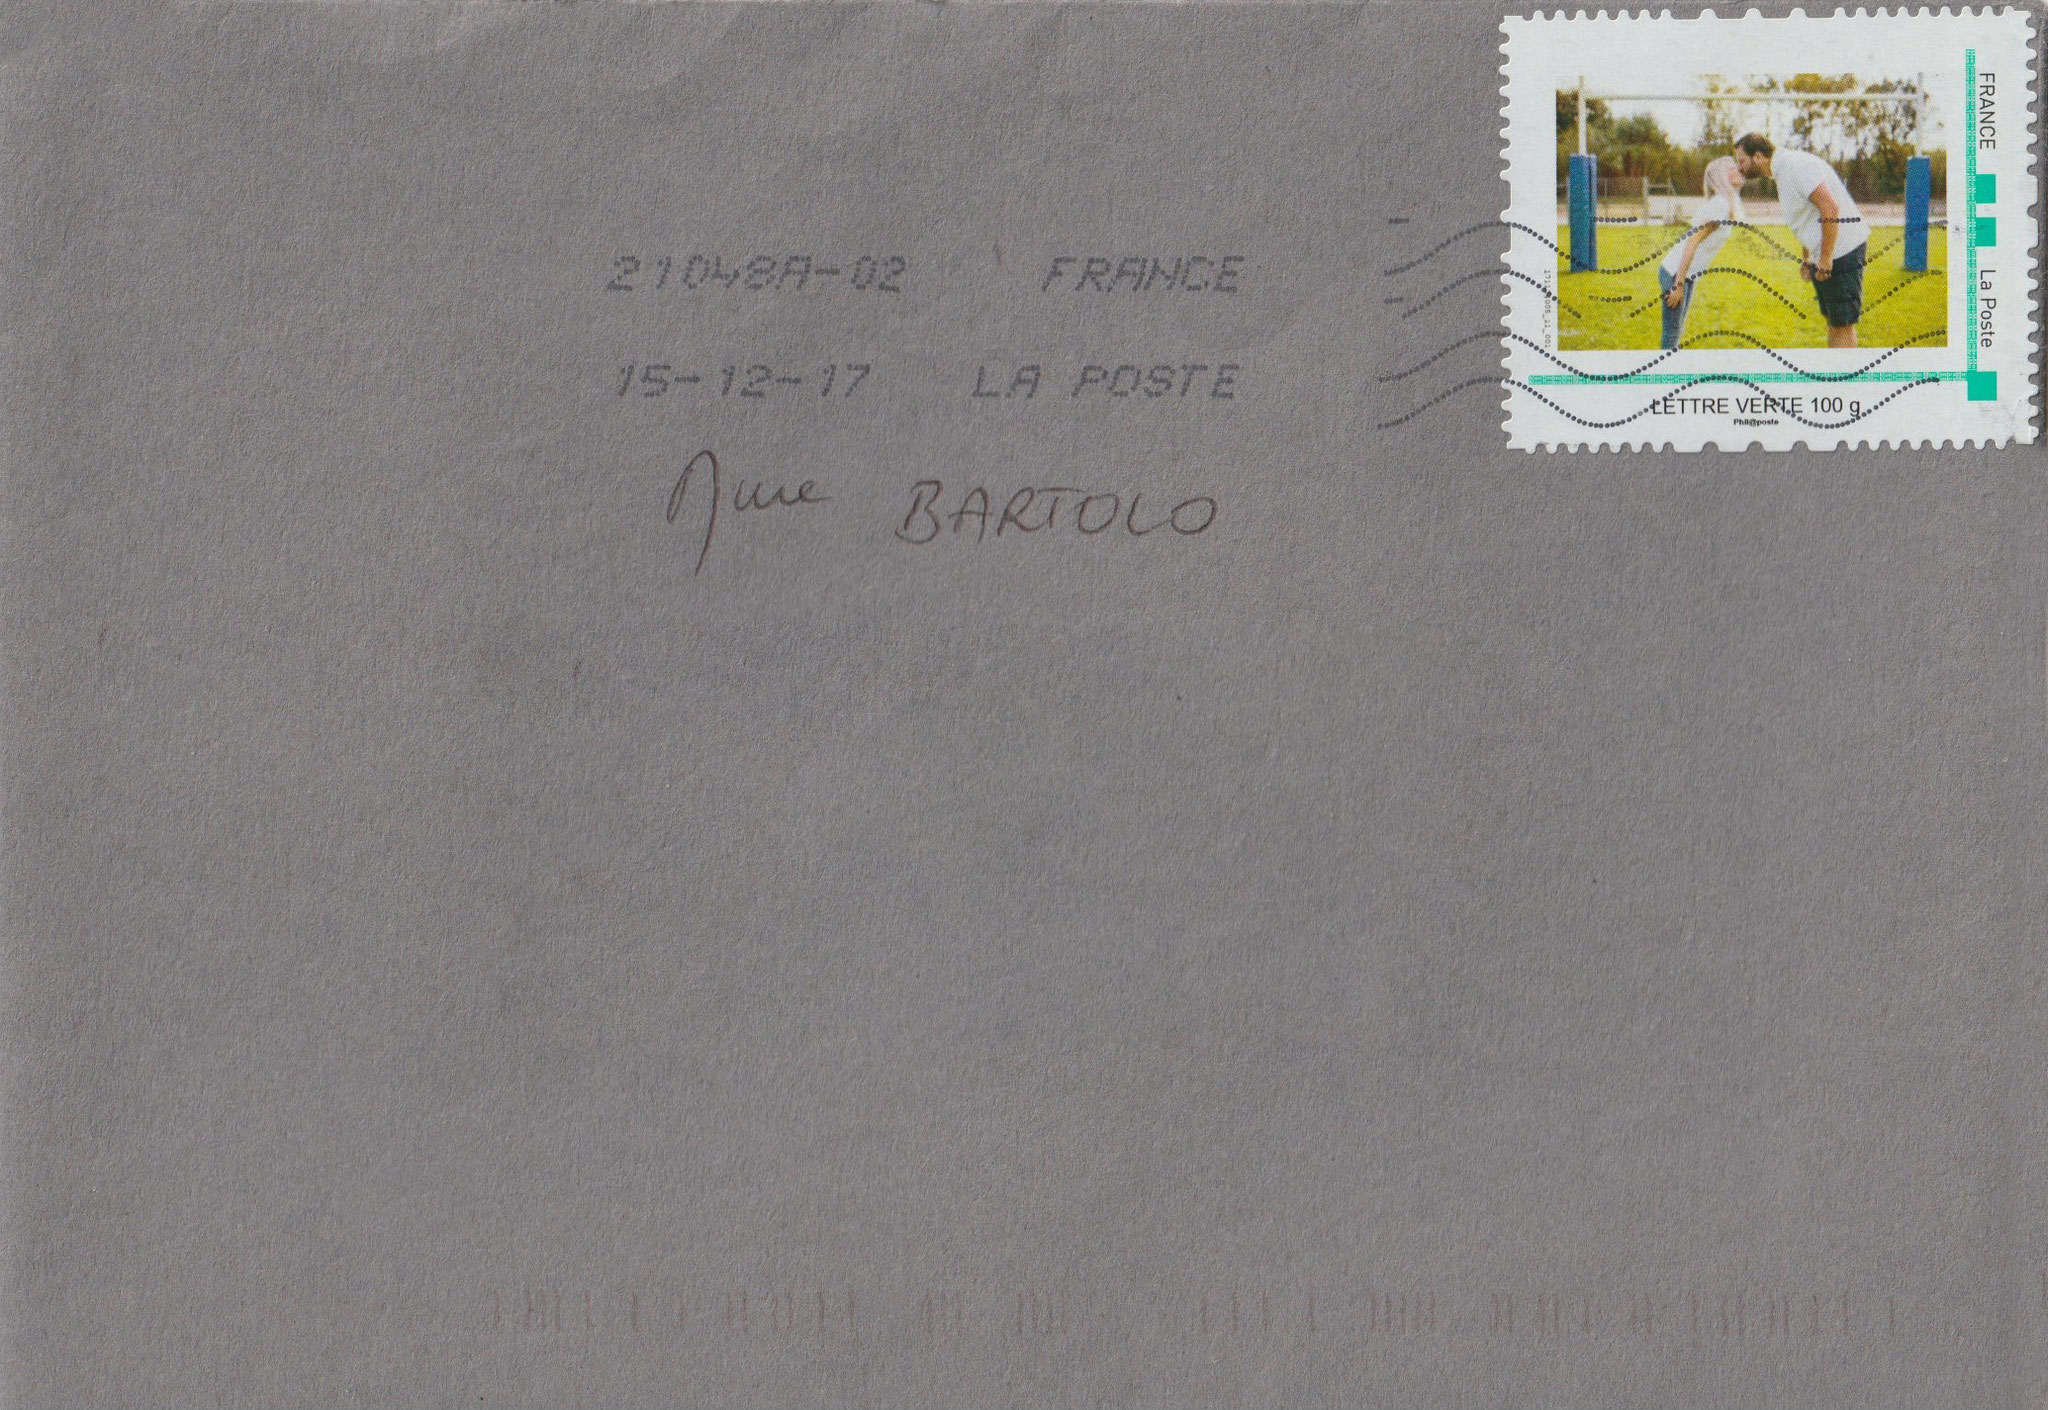 FRANCE La Poste
LETTRE VERTE 100 g
Phil@poste
21048A-02 FRANCE
15-12-17 LA POSTE
Mme BARTOLO